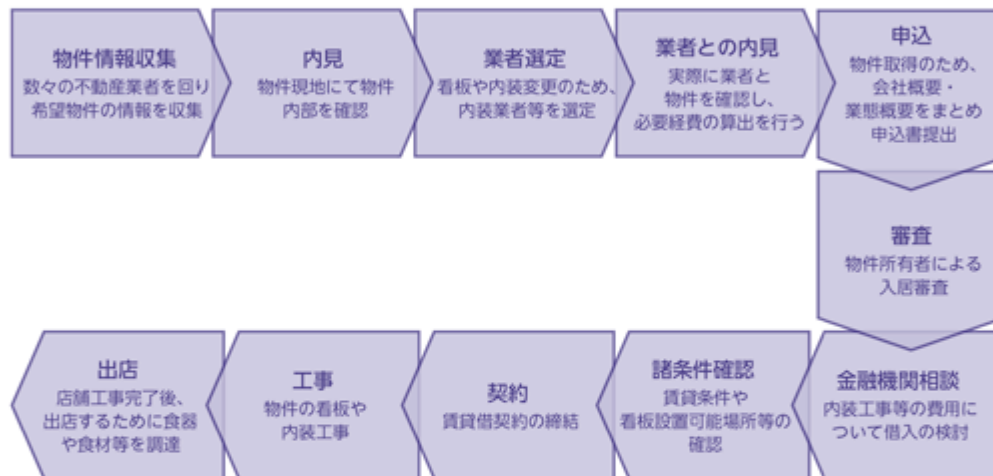 物件情報収集
数々の不動産業者を回り
希望物件の情報を収集
内見
物件現地にて物件
内部を確認
業者選定
看板や内装変更のため、
内装業者等を選定
業者との内見
実際に業者と
物件を確認し、
必要経費の算出を行う
申込
物件取得のため、
会社概要・
業態概要をまとめ
申込書提出
審査
物件所有者による
入居審査
金融機関相談
内装工事等の費用に
ついて借入の検討
諸条件確認
賃貸条件や
看板設置可能場所等の
確認
契約
賃貸借契約の締結
工事
物件の看板や
内装工事
出店
店舗工事完了後、
出店するために食器
や食材等を調達